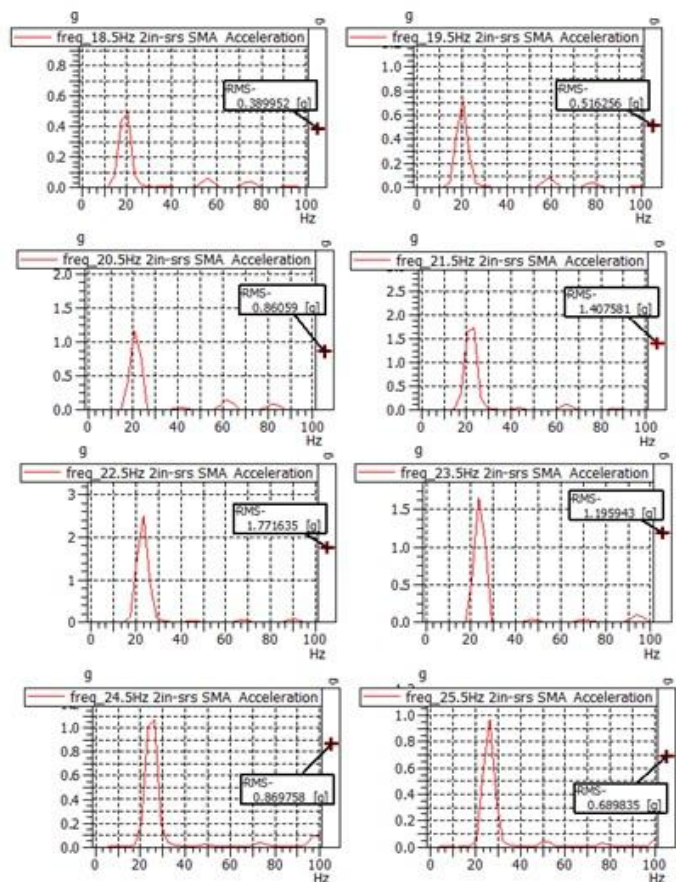 g g
freq_18.5Hz 2in-srs SMA Acceleration
0.8
0.6
0.4
0.2
0.0
RMS-
0.389952 [g]
0 20 40 60 80 100
Hz
g g
freq_19.5Hz 2in-srs SMA Acceleration
1.0
0.8
0.6
0.4
0.2
0.0
RMS-
0.516256 [g]
0 20 40 60 80 100
Hz
g g
freq_20.5Hz 2in-srs SMA Acceleration
2.0
1.5
1.0
0.5
0.0
RMS-
0.86059 [g]
0 20 40 60 80 100
Hz
g g
freq_21.5Hz 2in-srs SMA Acceleration
2.5
2.0
1.5
1.0
0.5
0.0
RMS-
1.407581 [g]
0 20 40 60 80 100
Hz
g g
freq_22.5Hz 2in-srs SMA Acceleration
3
2
1
0
RMS-
1.771635 [g]
0 20 40 60 80 100
Hz
g g
freq_23.5Hz 2in-srs SMA Acceleration
1.5
1.0
0.5
0.0
RMS-
1.195943 [g]
0 20 40 60 80 100
Hz
g g
freq_24.5Hz 2in-srs SMA Acceleration
1.0
0.8
0.6
0.4
0.2
0.0
RMS-
0.869758 [g]
0 20 40 60 80 100
Hz
g g
freq_25.5Hz 2in-srs SMA Acceleration
1.0
0.8
0.6
0.4
0.2
0.0
RMS-
0.689835 [g]
0 20 40 60 80 100
Hz